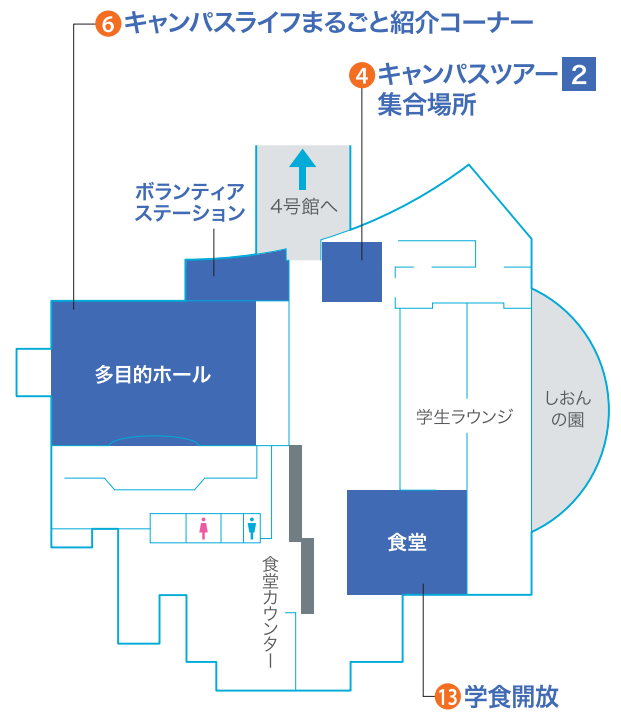 6 キャンパスライフまるごと紹介コーナー
4 キャンパスツアー 2
集合場所
ボランティア
ステーション
4号館へ
多目的ホール
学生ラウンジ
しおん
の園
食堂
食堂カウンター
13 学食開放